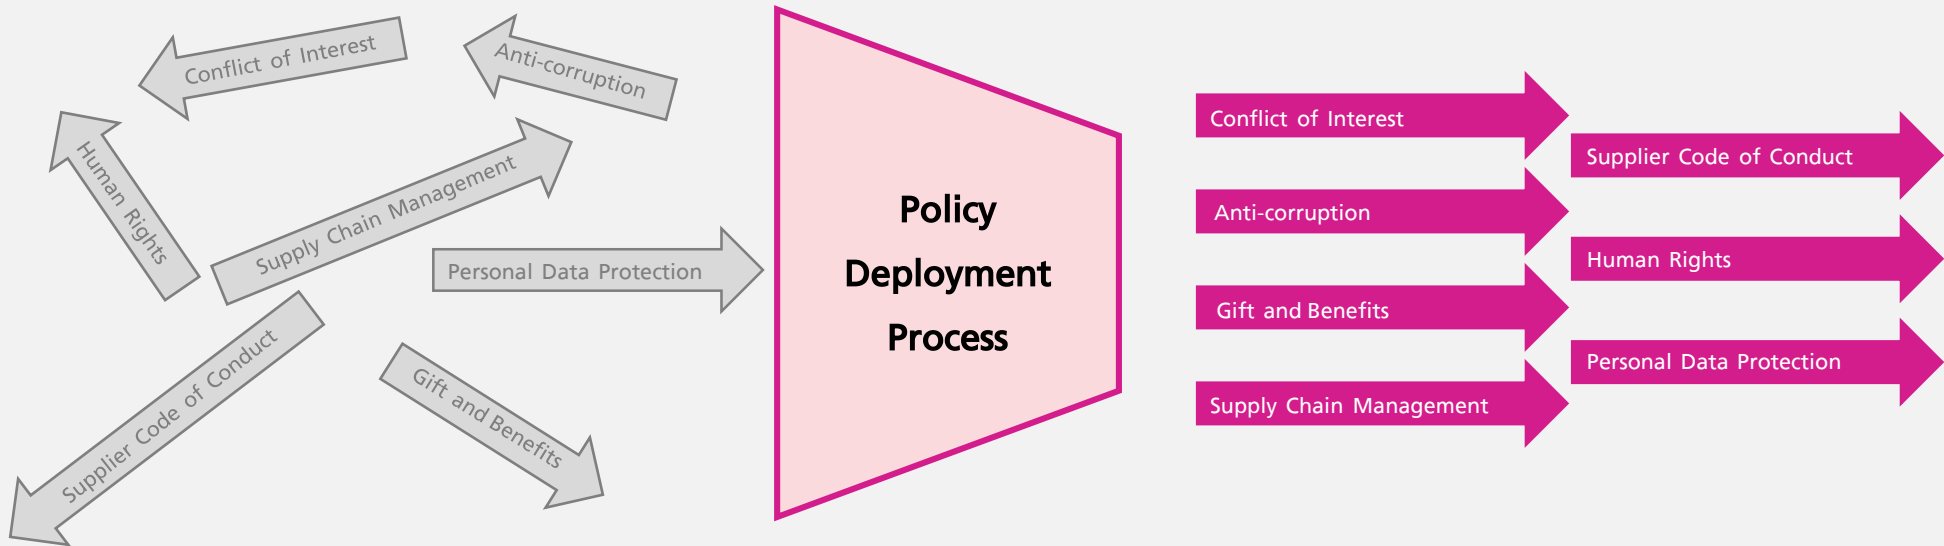 Conflict of Interest
Anti-corruption
Human Rights
Supply Chain Management
Personal Data Protection
Supplier Code of Conduct
Gift and Benefits
Policy
Deployment
Process
Conflict of Interest
Supplier Code of Conduct
Anti-corruption
Human Rights
Gift and Benefits
Personal Data Protection
Supply Chain Management